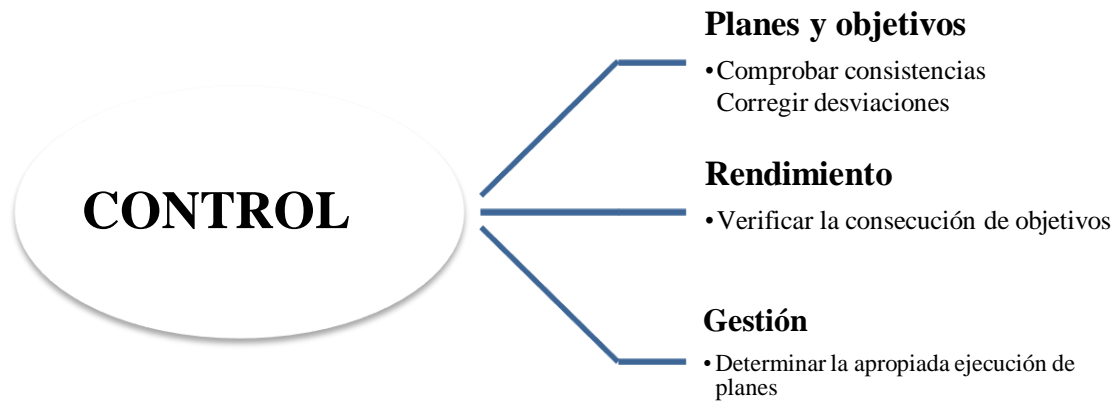 CONTROL
Planes y objetivos
•Comprobar consistencias
Corregir desviaciones
Rendimiento
•Verificar la consecución de objetivos
Gestión
•Determinar la apropiada ejecución de
planes